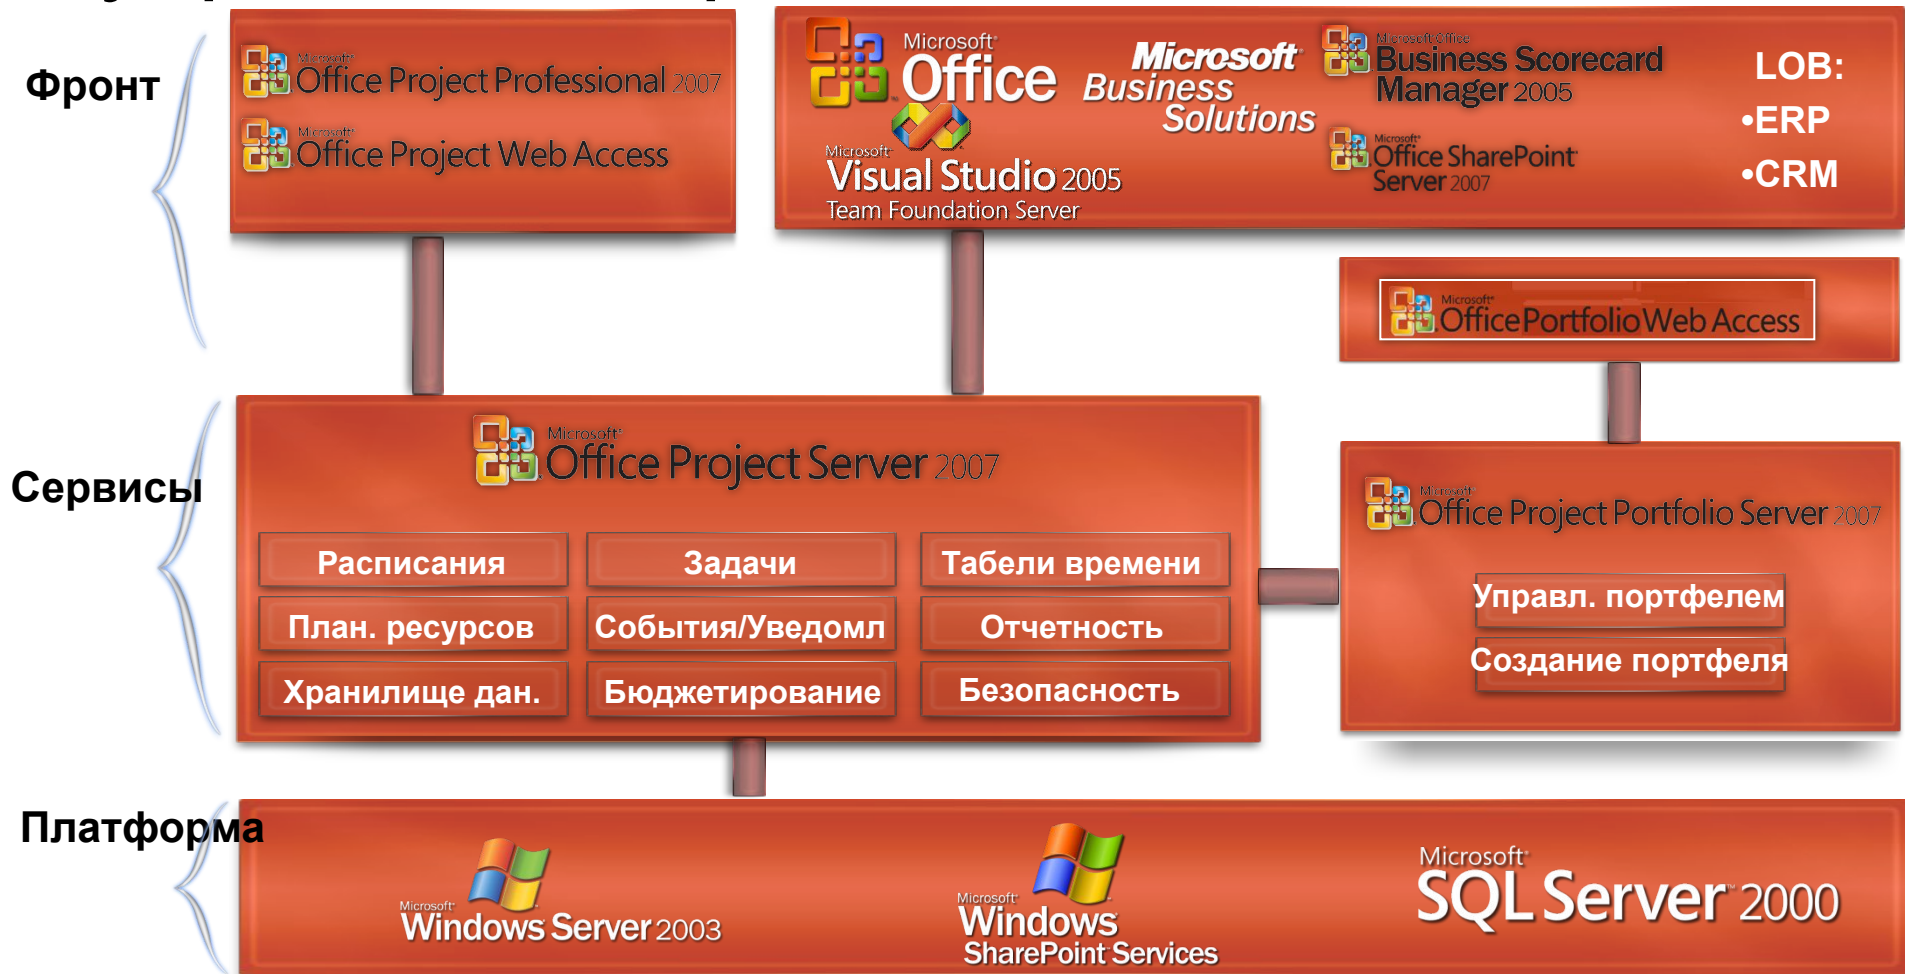 Фронт
Microsoft®
Office Project Professional 2007
Microsoft®
Office Project Web Access
Microsoft®
Office
Microsoft®
Visual Studio 2005
Team Foundation Server
Microsoft®
Business
Solutions
Microsoft Office
Business Scorecard
Manager 2005
Microsoft®
Office SharePoint®
Server 2007
LOB:
•ERP
•CRM
Microsoft®
Office Portfolio Web Access
Сервисы
Microsoft®
Office Project Server 2007
Расписания
Задачи
Табели времени
План. ресурсов
События/Уведомл
Отчетность
Хранилище дан.
Бюджетирование
Безопасность
Microsoft®
Office Project Portfolio Server 2007
Управл. портфелем
Создание портфеля
Платформа
Microsoft®
Windows Server 2003
Microsoft®
Windows
SharePoint Services
Microsoft®
SQL Server™ 2000